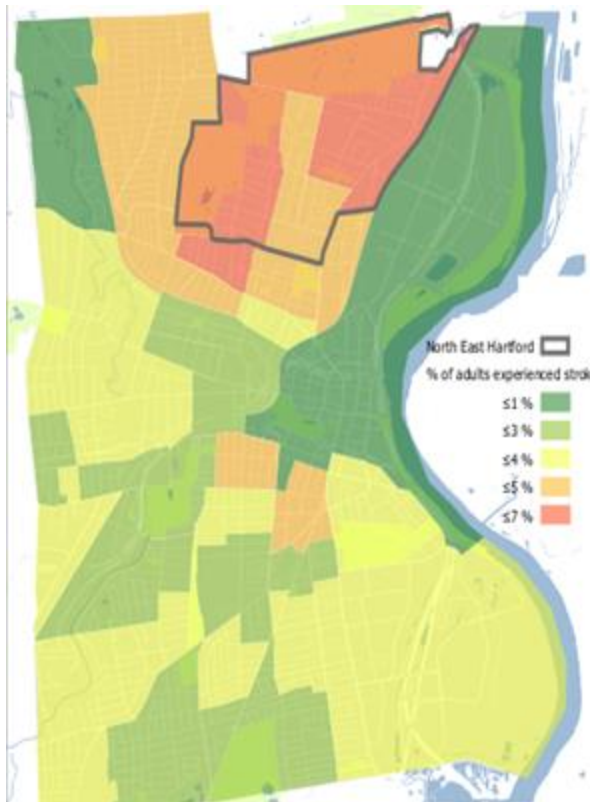 North East Hartford
% of adults experienced strok
≤1 %
≤3 %
≤4 %
≤5 %
≤7 %